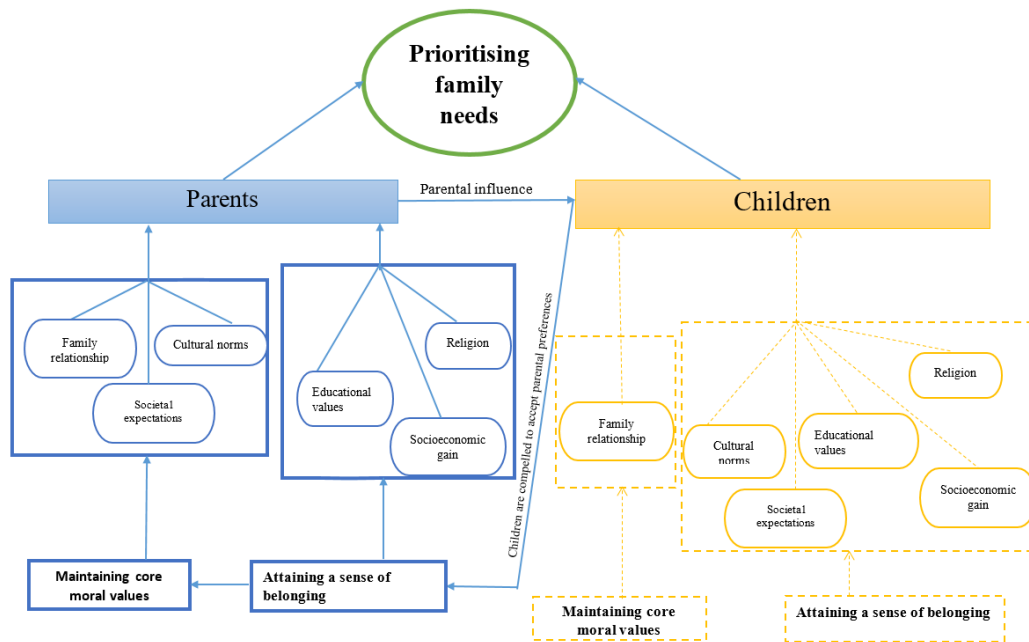 Prioritising
family
needs
Parents
Parental influence
Children
Family
relationship
Cultural norms
Societal
expectations
Religion
Educational
values
Socioeconomic
gain
Children are compelled to accept parental preferences
Family
relationship
Religion
Cultural
norms
Educational
values
Societal
expectations
Socioeconomic
gain
Maintaining core
moral values
Attaining a sense of
belonging
Maintaining core
moral values
Attaining a sense of belonging